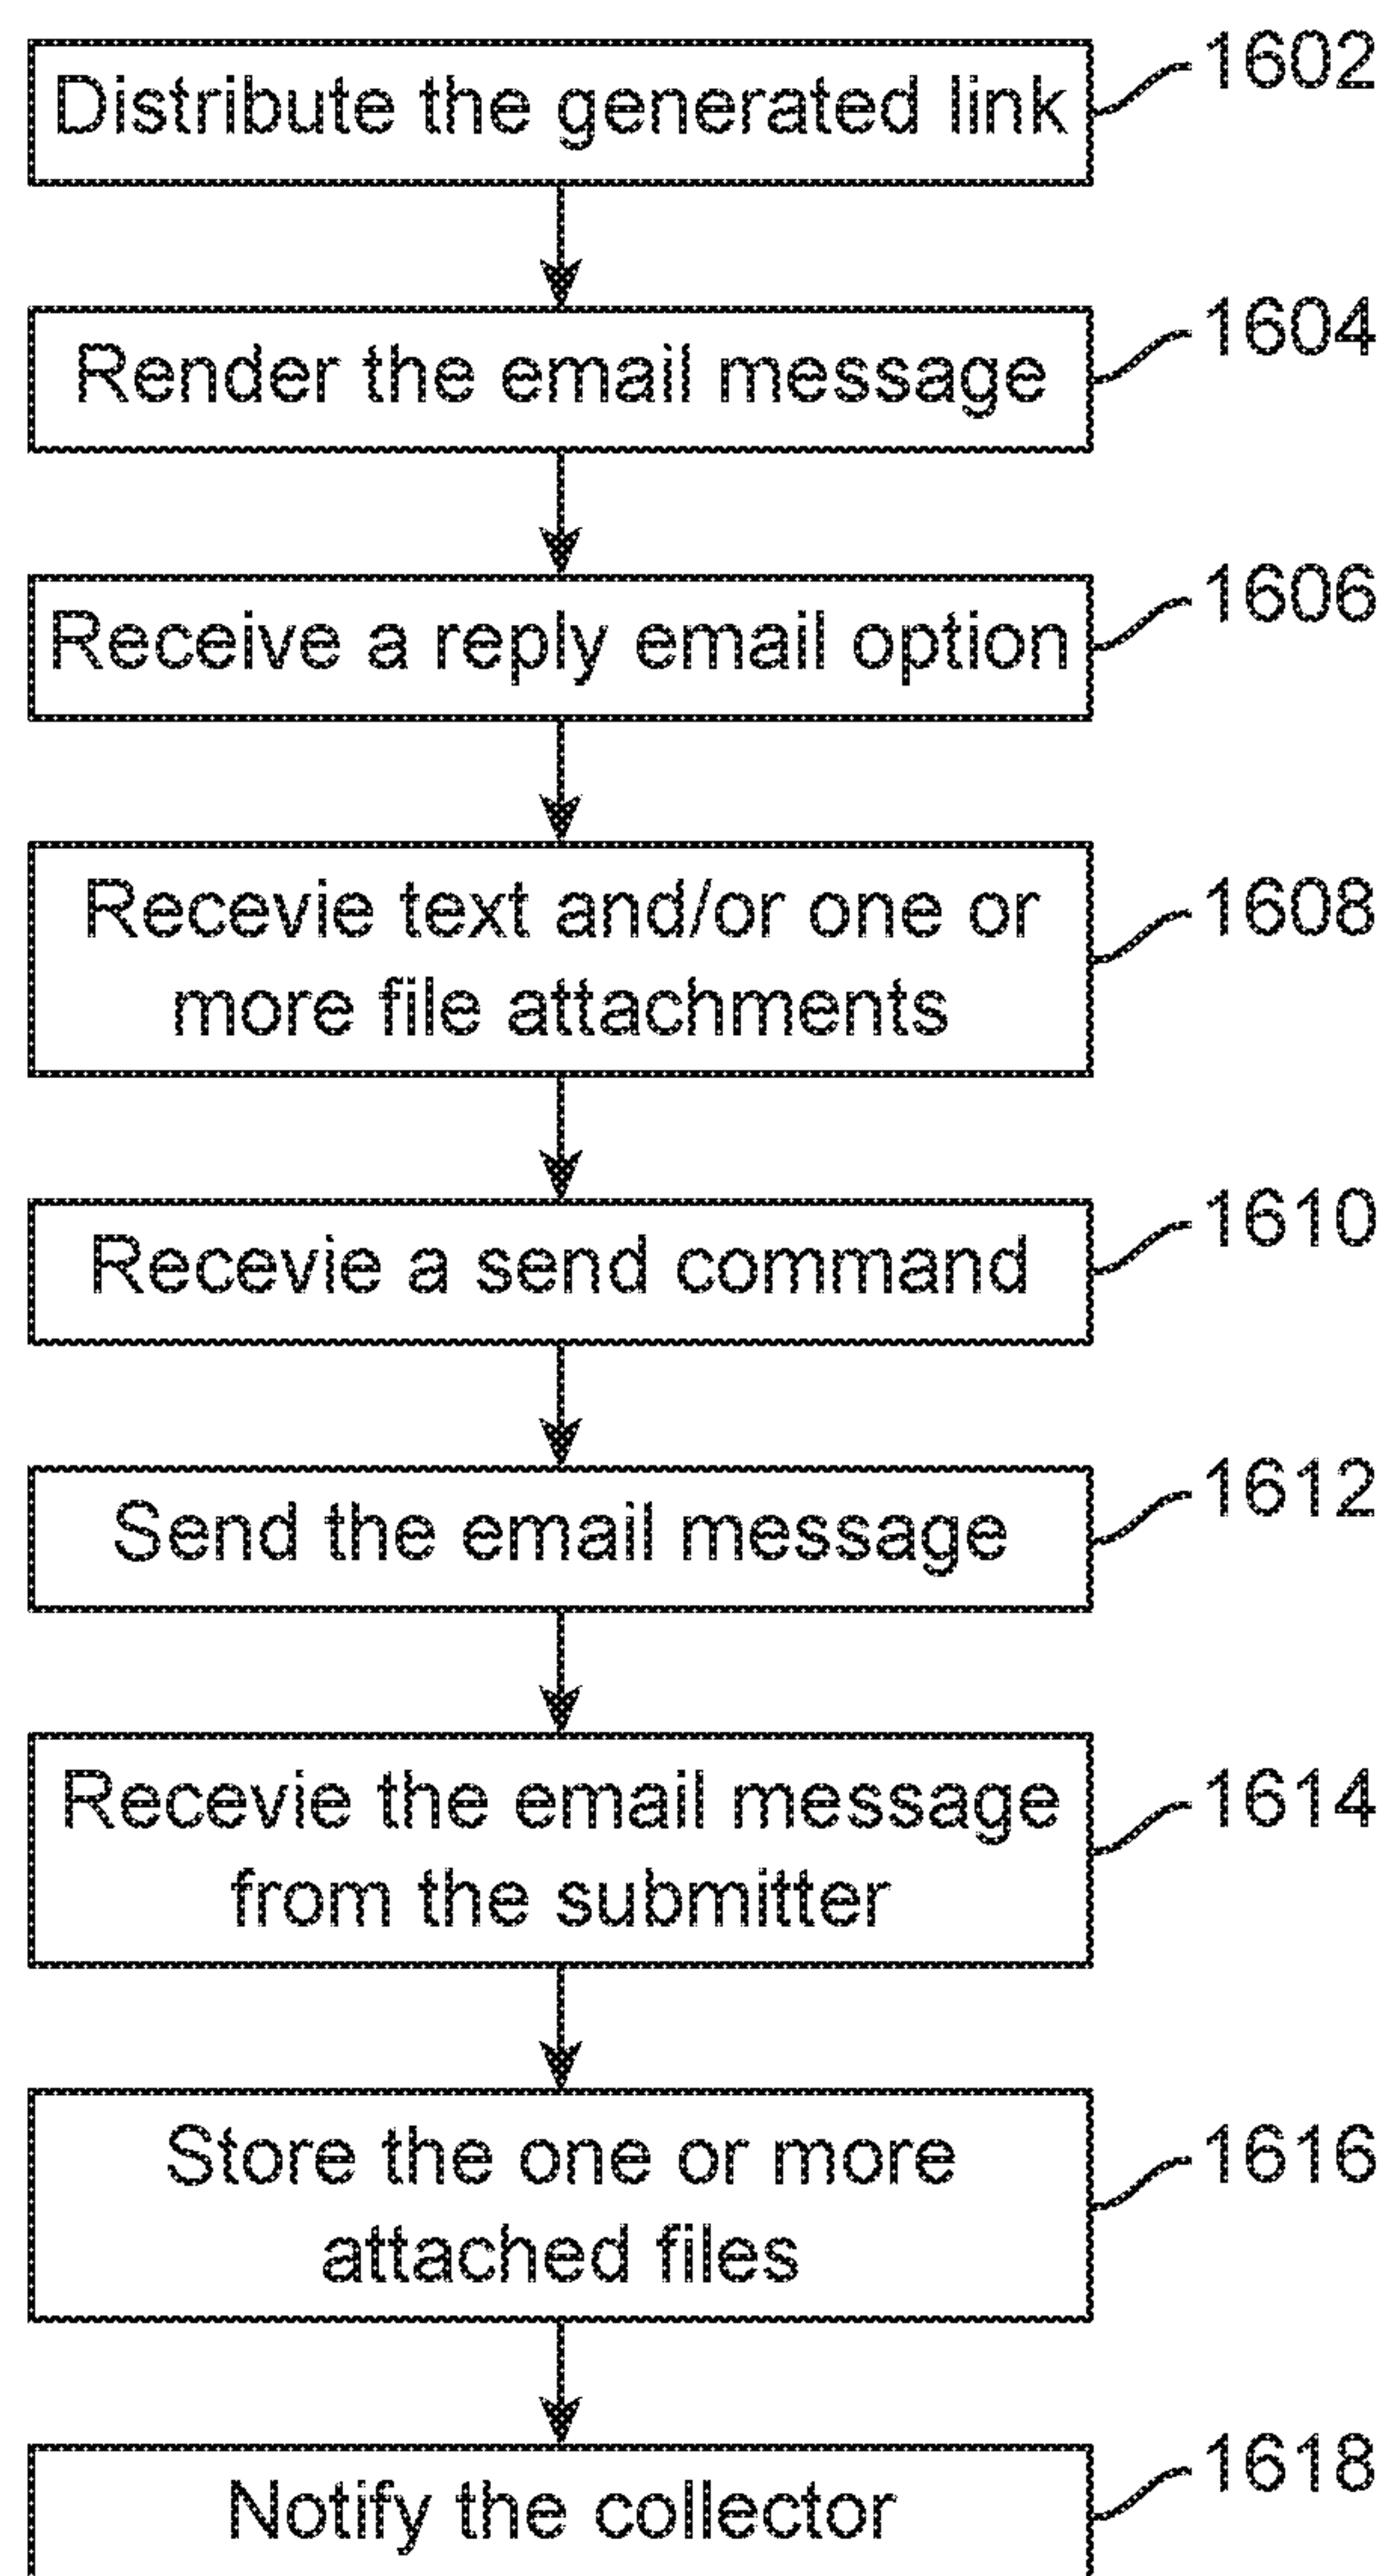 Distribute the generated link
1602
Render the email message
1604
Receive a reply email option
1606
Recevie text and/or one or
more file attachments
1608
Recevie a send command
1610
Send the email message
1612
Recevie the email message
from the submitter
1614
Store the one or more
attached files
1616
Notify the collector
1618